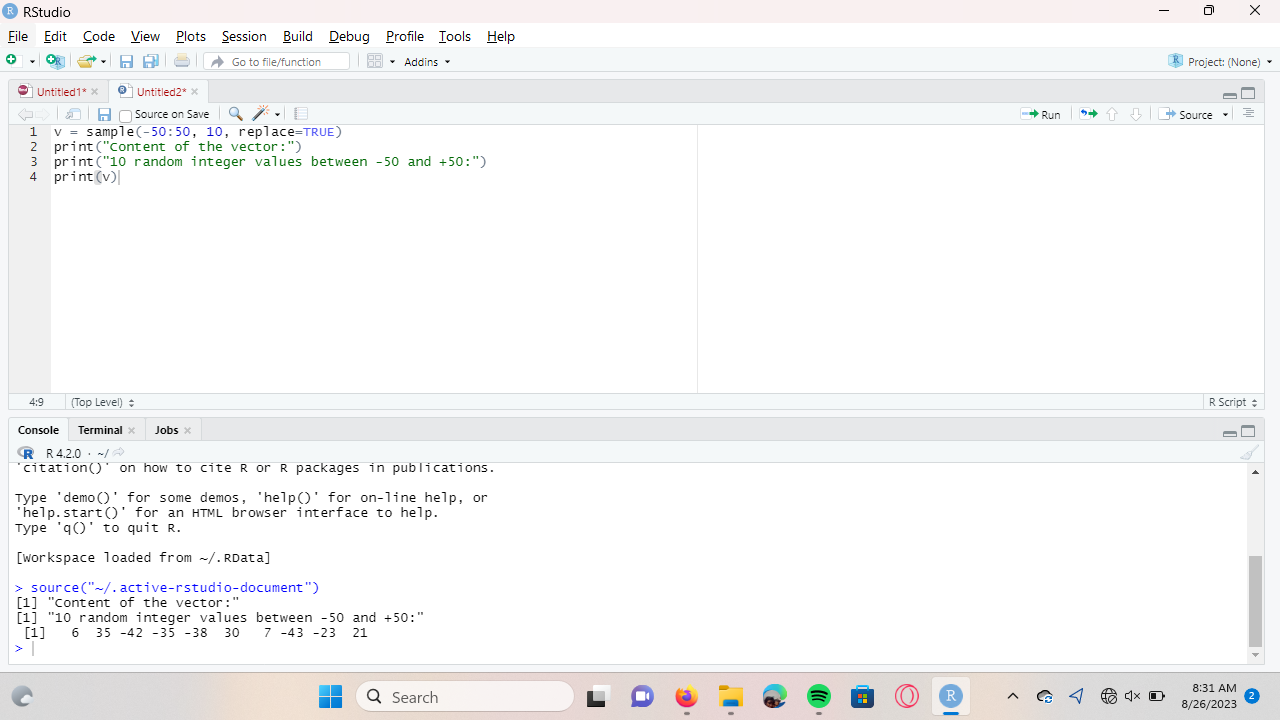 RStudio
File Edit Code View Plots Session Build Debug Profile Tools Help
Go to file/function Addins Project: (None)
Untitled1* Untitled2*
Source on Save Run Source
1 v = sample(-50:50, 10, replace=TRUE)
2 print("Content of the vector:")
3 print("10 random integer values between -50 and +50:")
4 print(v)
4:9 (Top Level) R Script
Console Terminal Jobs
R 4.2.0 · ~/
'citation()' on how to cite R or R packages in publications.
Type 'demo()' for some demos, 'help()' for on-line help, or
'help.start()' for an HTML browser interface to help.
Type 'q()' to quit R.
[Workspace loaded from ~/.RData]
> source("~/.active-rstudio-document")
[1] "Content of the vector:"
[1] "10 random integer values between -50 and +50:"
[1] 6 35 -42 -35 -38 30 7 -43 -23 21
>
Search
8:31 AM
8/26/2023 2